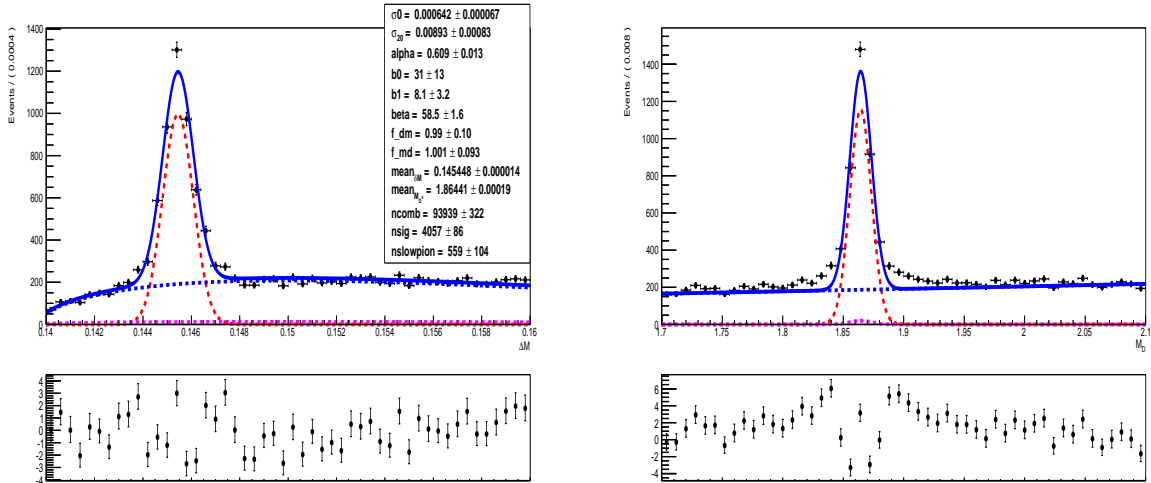 σ0 = 0.000642 ± 0.000067
σ20 = 0.00893 ± 0.00083
alpha = 0.609 ± 0.013
b0 = 31 ± 13
b1 = 8.1 ± 3.2
beta = 58.5 ± 1.6
f_dm = 0.99 ± 0.10
f_md = 1.001 ± 0.093
mean = 0.145448 ± 0.000014
mean = 1.86441 ± 0.00019
ncomb = 93939 ± 322
nsig = 4057 ± 86
nslowpion = 559 ± 104
Events / ( 0.0004 )
1400
1200
1000
800
600
400
200
0
0.14 0.142 0.144 0.146 0.148 0.15 0.152 0.154 0.156 0.158 0.16
ΔM
4
3
2
1
0
-1
-2
-3
-4
Events / ( 0.008 )
1400
1200
1000
800
600
400
200
0
1.7 1.75 1.8 1.85 1.9 1.95 2 2.05 2.1
M_D
6
4
2
0
-2
-4